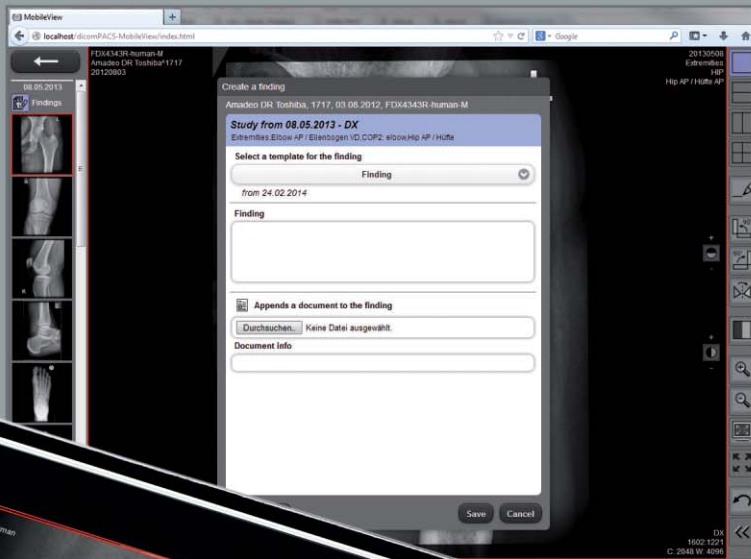 MobileView
localhost/dicomPACS-MobileView/index.html
Google
FDX4343R-human-M
Amadeo DR Toshiba^1717
20120803
20130508
Extremities
HIP
Hip AP / Hüfte AP
08.05.2013
Findings
Create a finding
Amadeo DR Toshiba, 1717, 03.08.2012, FDX4343R-human-M
Study from 08.05.2013 - DX
Extremities:Elbow AP / Ellenbogen VD,COP2: elbow,Hip AP / Hüfte
Select a template for the finding
Finding
from 24.02.2014
Finding
Appends a document to the finding
Durchsuchen.. Keine Datei ausgewählt.
Document info
Save Cancel
DX
1602:1221
C: 2048 W: 4096